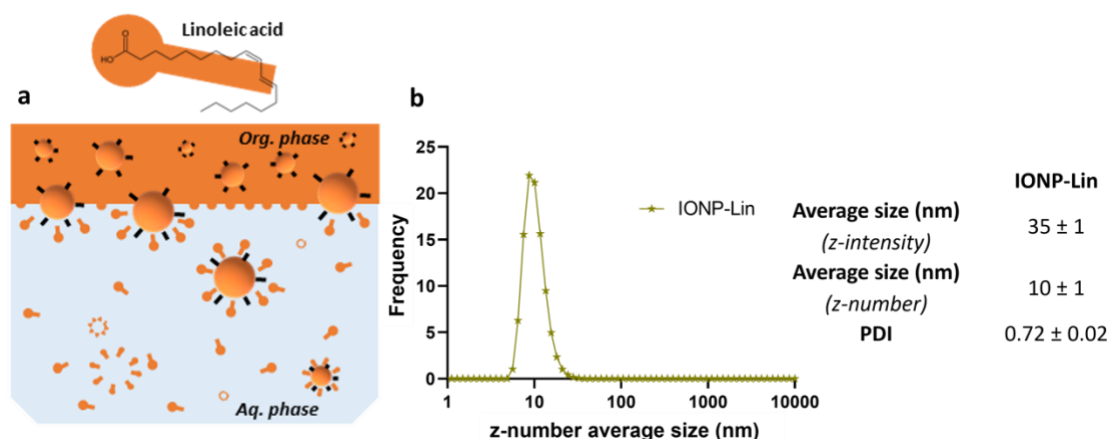 Linoleic acid
O
HO
a
Org. phase
Aq. phase
b
25
20
15
10
5
0
Frequency
1 10 100 1000 10000
z-number average size (nm)
IONP-Lin
IONP-Lin
Average size (nm)
(z-intensity)
35 ± 1
Average size (nm)
(z-number)
10 ± 1
PDI
0.72 ± 0.02